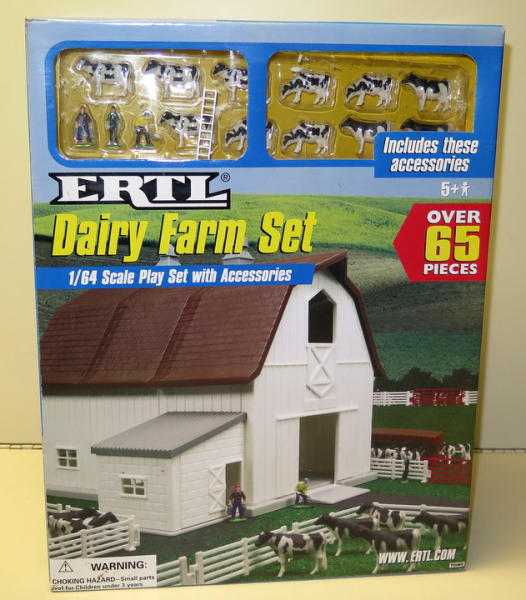 Includes these
accessories
5+
ERTL®
Dairy Farm Set
1/64 Scale Play Set with Accessories
OVER
65
PIECES
WARNING:
CHOKING HAZARD–Small parts
Not for Children under 3 years
WWW.ERTL.COM
TOMY